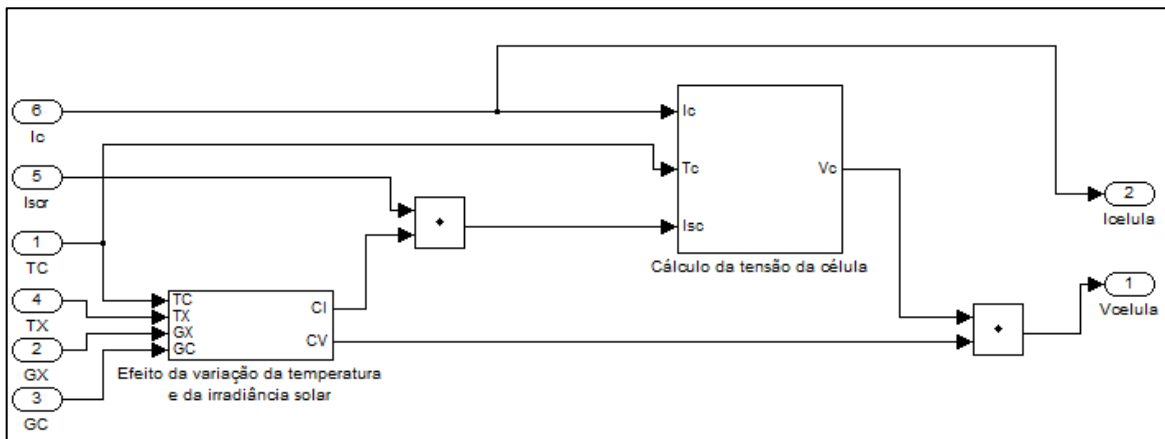 6
Ic
5
Iscr
1
TC
4
TX
2
GX
3
GC
TC
TX
GX
GC
CI
CV
Efeito da variação da temperatura
e da irradiância solar
Ic
Tc
Isc
Vc
Cálculo da tensão da célula
2
Icelula
1
Vcelula